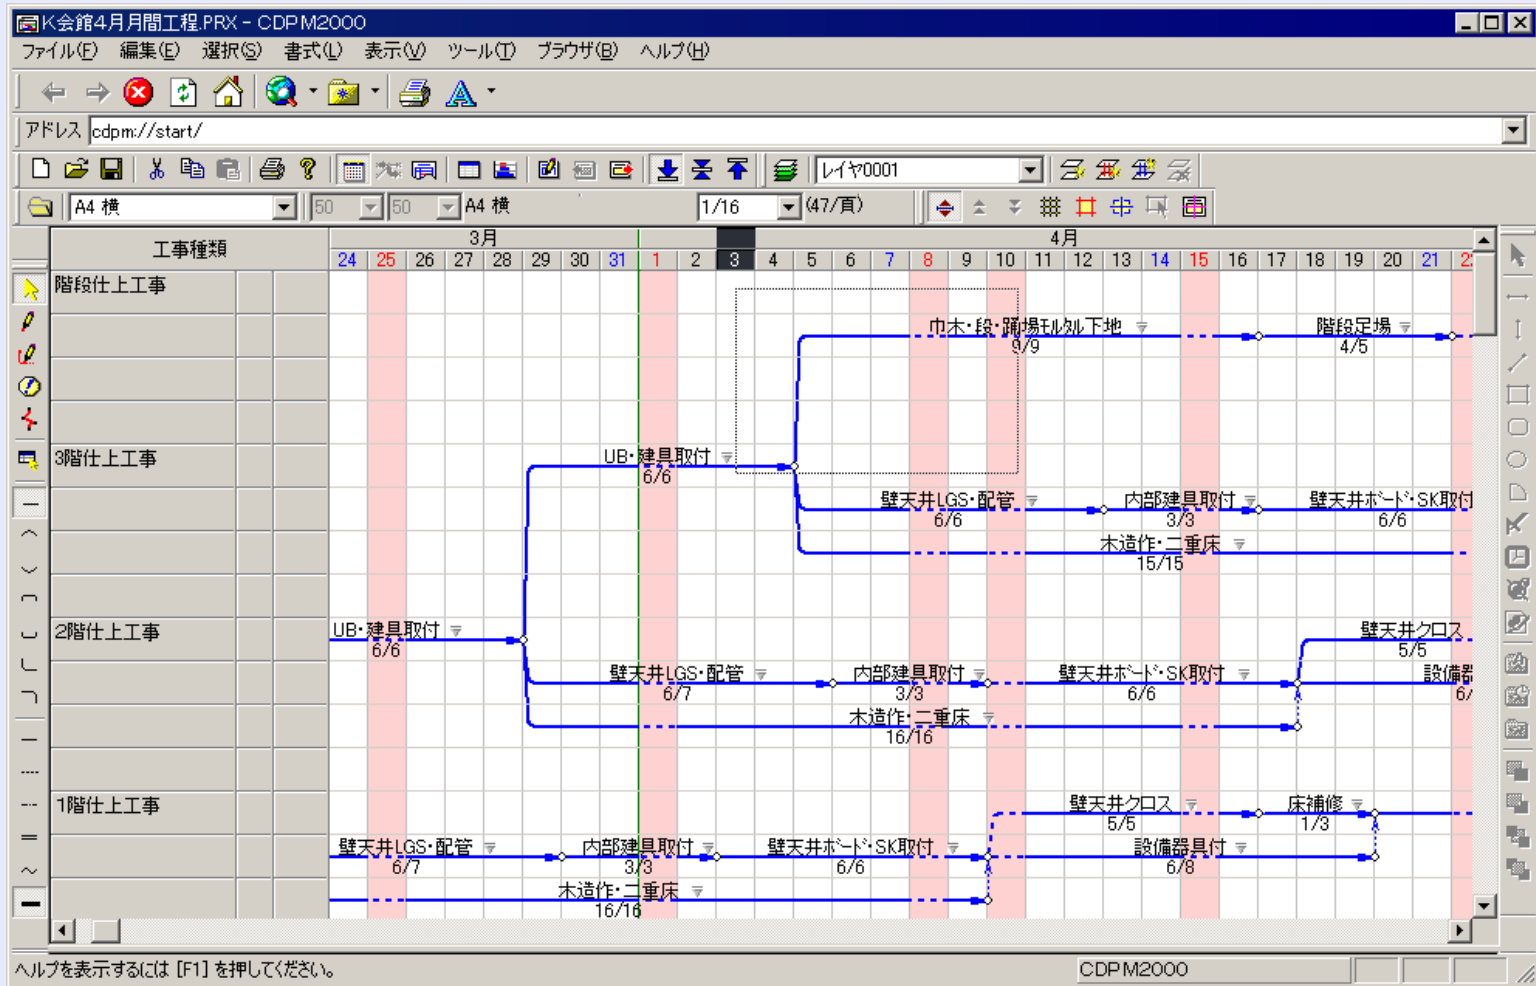 K会館4月月間工程.PRX - CDPM2000
ファイル(F) 編集(E) 選択(S) 書式(L) 表示(V) ツール(T) ブラウザ(B) ヘルプ(H)
アドレス cdpm://start/
レイヤ0001
A4 横 50 50 A4 横 1/16 (47/頁)
工事種類 3月 4月
24 25 26 27 28 29 30 31 1 2 3 4 5 6 7 8 9 10 11 12 13 14 15 16 17 18 19 20 21
階段仕上工事
巾木・段・踊場モルタル下地 階段足場
9/9 4/5
3階仕上工事 UB・建具取付
6/6
壁天井LGS・配管 内部建具取付 壁天井ボード・SK取付
6/6 3/3 6/6
木造作・二重床
15/15
2階仕上工事 UB・建具取付 壁天井クロス
6/6 5/5
壁天井LGS・配管 内部建具取付 壁天井ボード・SK取付 設備器
6/7 3/3 6/6 6/
木造作・二重床
16/16
1階仕上工事 壁天井クロス 床補修
5/5 1/3
壁天井LGS・配管 内部建具取付 壁天井ボード・SK取付 設備器具付
6/7 3/3 6/6 6/8
木造作・二重床
16/16
ヘルプを表示するには [F1] を押してください。 CDPM2000